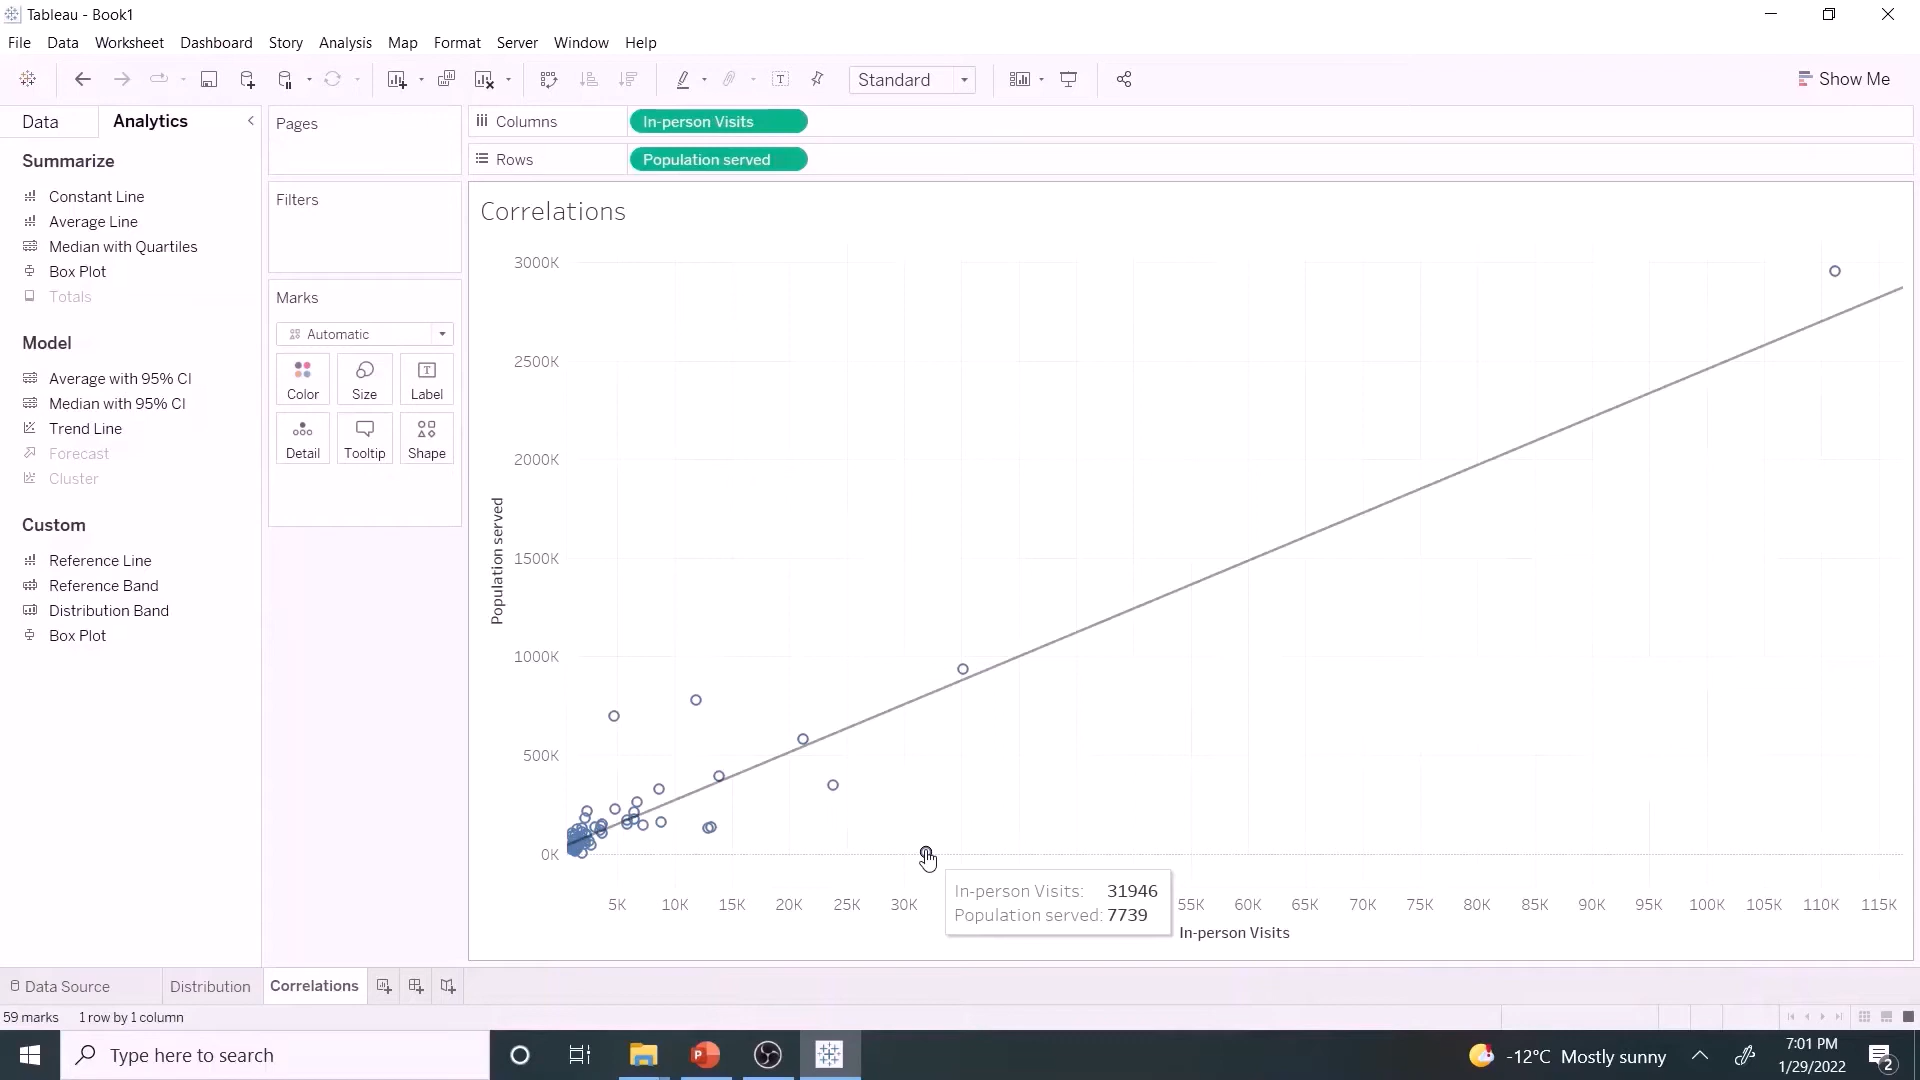 Tableau - Book1
File Data Worksheet Dashboard Story Analysis Map Format Server Window Help
Standard
Show Me
Data Analytics
Summarize
Constant Line
Average Line
Median with Quartiles
Box Plot
Totals
Model
Average with 95% CI
Median with 95% CI
Trend Line
Forecast
Cluster
Custom
Reference Line
Reference Band
Distribution Band
Box Plot
Pages
Filters
Marks
Automatic
Color Size Label
Detail Tooltip Shape
Columns In-person Visits
Rows Population served
Correlations
3000K
2500K
2000K
1500K
1000K
500K
0K
Population served
5K 10K 15K 20K 25K 30K 55K 60K 65K 70K 75K 80K 85K 90K 95K 100K 105K 110K 115K
In-person Visits
In-person Visits: 31946
Population served: 7739
Data Source Distribution Correlations
59 marks 1 row by 1 column
Type here to search
-12°C Mostly sunny
7:01 PM
1/29/2022
2